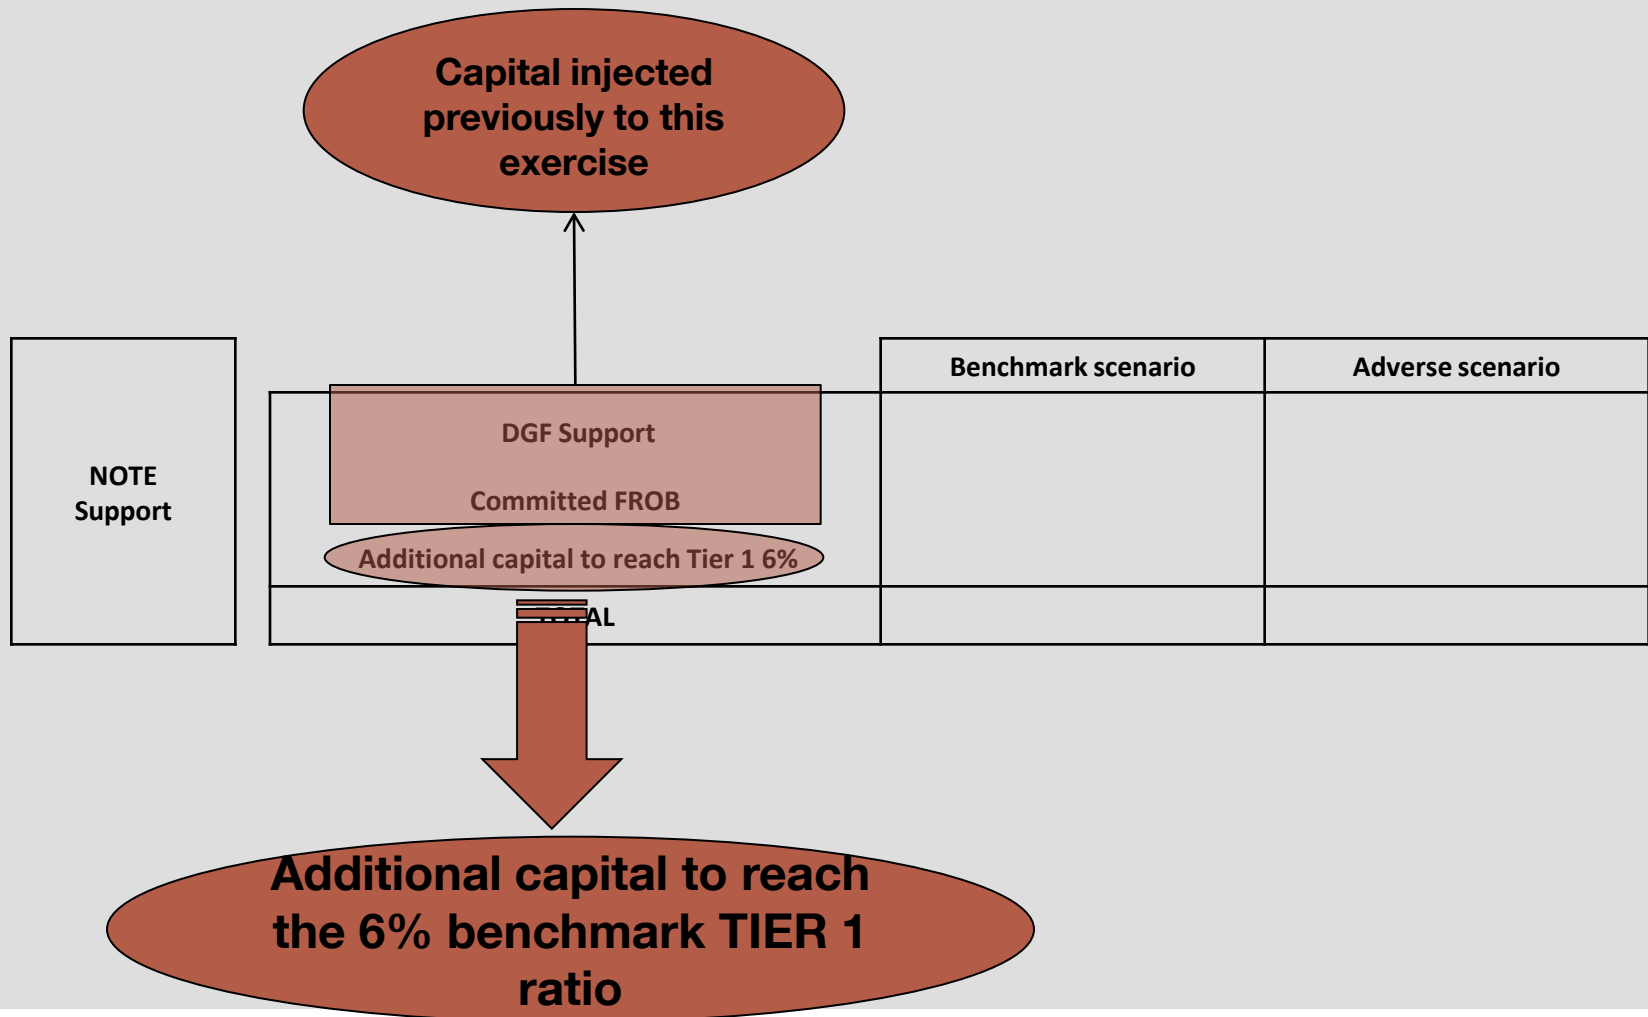 Capital injected
previously to this
exercise
Benchmark scenario
Adverse scenario
NOTE
Support
DGF Support
Committed FROB
Additional capital to reach Tier 1 6%
TOTAL
Additional capital to reach
the 6% benchmark TIER 1
ratio